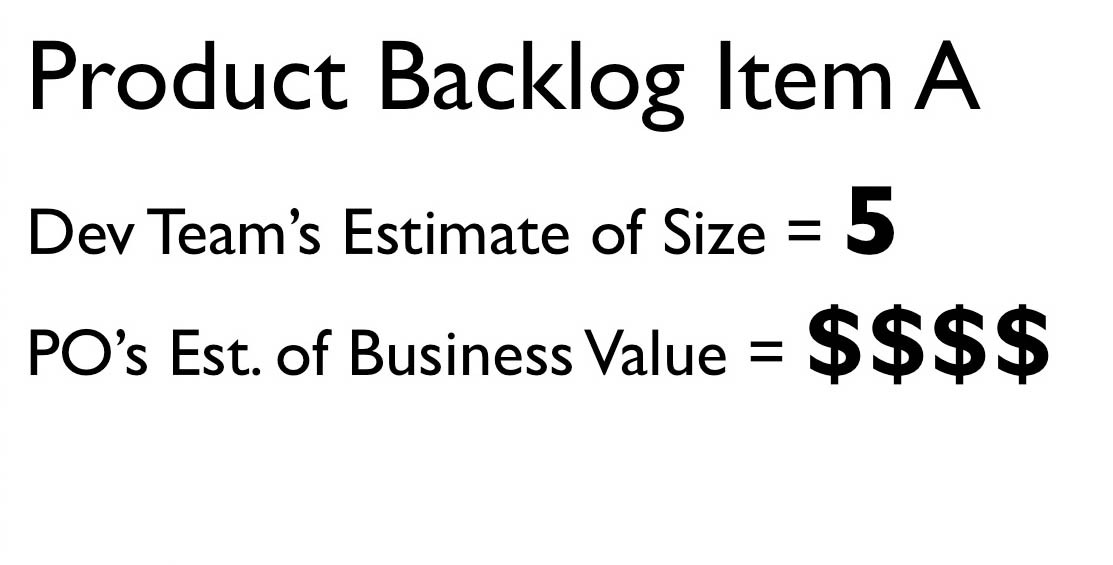 Product Backlog Item A
Dev Team’s Estimate of Size = 5
PO’s Est. of Business Value = $$$$